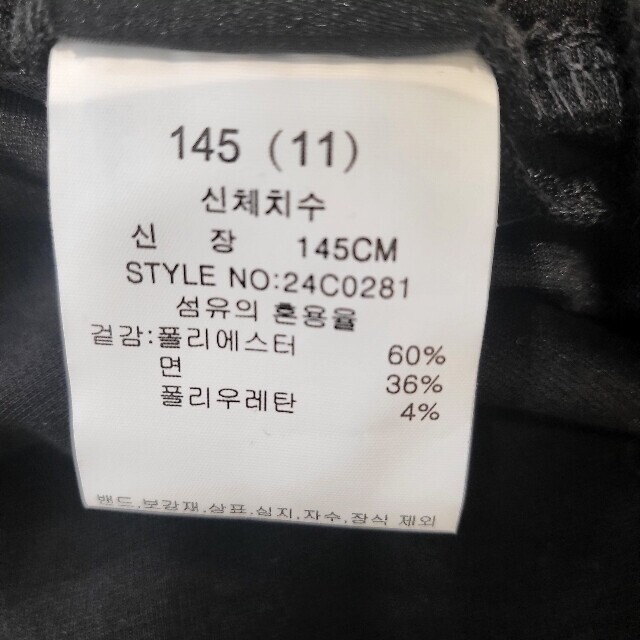 145 (11)
신체치수
신 장 145CM
STYLE NO:24C0281
섬유의 혼용율
겉감:폴리에스터 60%
면 36%
폴리우레탄 4%
밴드,보강재,상표,심지,자수,장식 제외